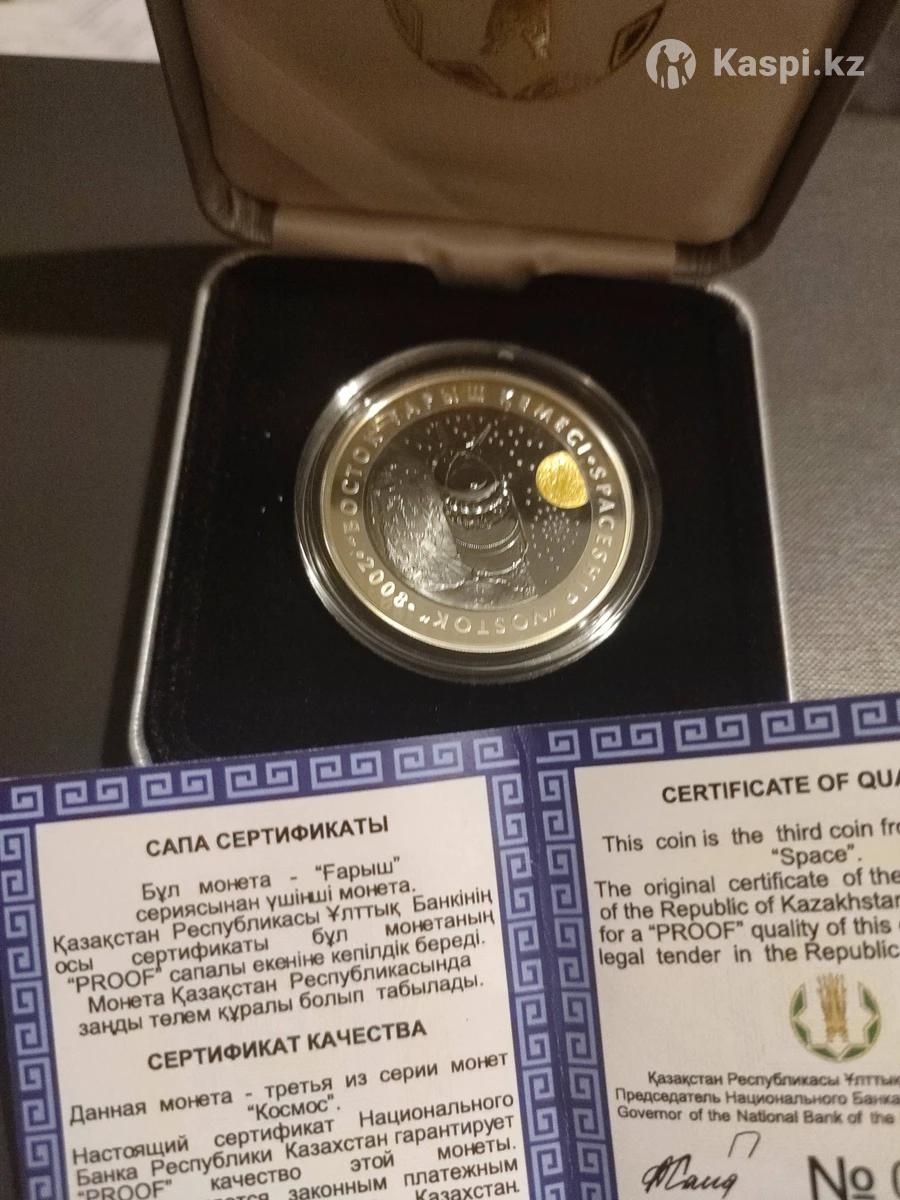 Kaspi.kz
"ВОСТОК" ҒАРЫШ КЕМЕСІ • SPACESHIP "VOSTOK" • 2008 •
САПА СЕРТИФИКАТЫ
Бұл монета - "Ғарыш"
сериясынан үшінші монета.
Қазақстан Республикасы Ұлттық Банкінің
осы сертификаты бұл монетаның
"PROOF" сапалы екеніне кепілдік береді.
Монета Қазақстан Республикасында
заңды төлем құралы болып табылады.
СЕРТИФИКАТ КАЧЕСТВА
Данная монета - третья из серии монет
"Космос".
Настоящий сертификат Национального
Банка Республики Казахстан гарантирует
"PROOF" качество этой монеты.
законным платежным
Казахстан.
CERTIFICATE OF QUA
This coin is the third coin fr
"Space".
The original certificate of the
of the Republic of Kazakhstan
for a "PROOF" quality of this
legal tender in the Republic
Қазақстан Республикасы Ұлттық
Председатель Национального Банка
Governor of the National Bank of the
№